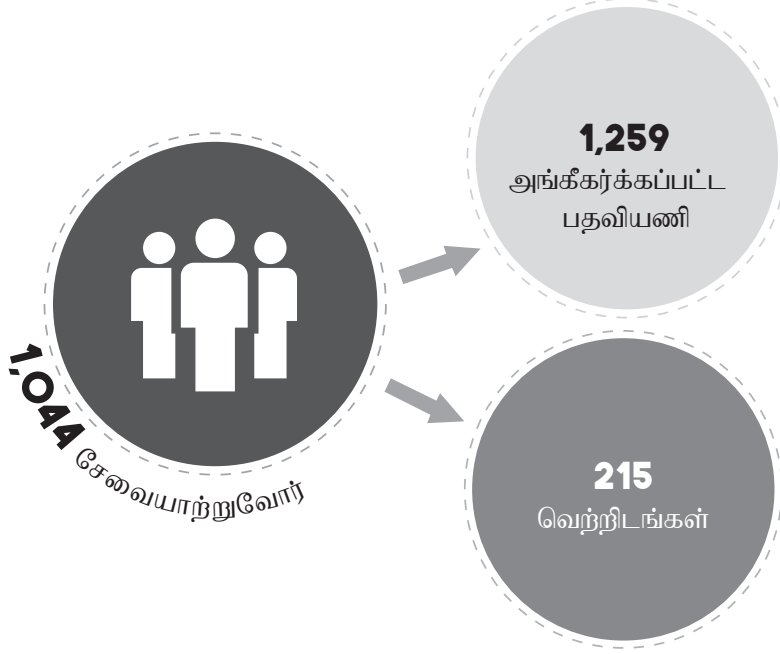 1,044 சேவையாற்றுவோர்
1,259
அங்கீகர்க்கப்பட்ட
பதவியணி
215
வெற்றிடங்கள்